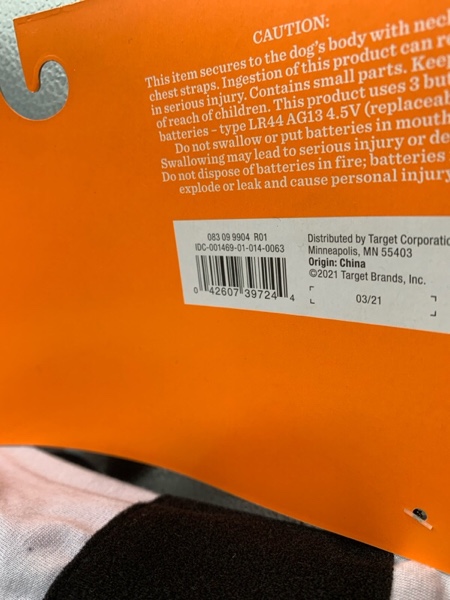 CAUTION:
This item secures to the dog's body with
chest straps. Ingestion of this product can
in serious injury. Contains small parts. Keep
of reach of children. This product uses 3
batteries – type LR44 AG13 4.5V
Do not swallow or put batteries in mouth
Swallowing may lead to serious injury or
Do not dispose of batteries in fire; batteries
explode or leak and cause personal injury
083 09 9904 R01
IDC-001469-01-014-0063
0 42607 39724 4
Distributed by Target
Minneapolis, MN 55403
Origin: China
©2021 Target Brands, Inc.
03/21